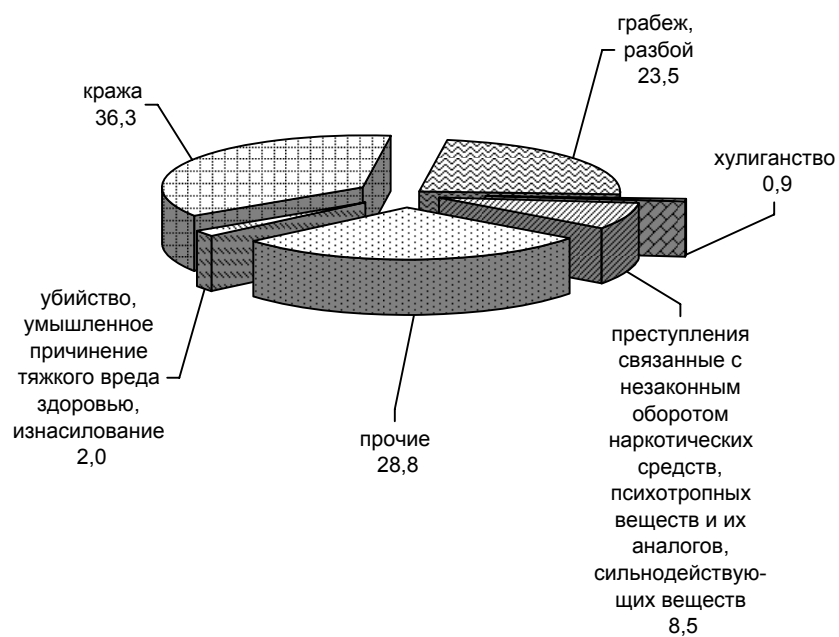 грабеж,
разбой
23,5
кража
36,3
хулиганство
0,9
убийство,
умышленное
причинение
тяжкого вреда
здоровью,
изнасилование
2,0
прочие
28,8
преступления
связанные с
незаконным
оборотом
наркотических
средств,
психотропных
веществ и их
аналогов,
сильнодействую-
щих веществ
8,5